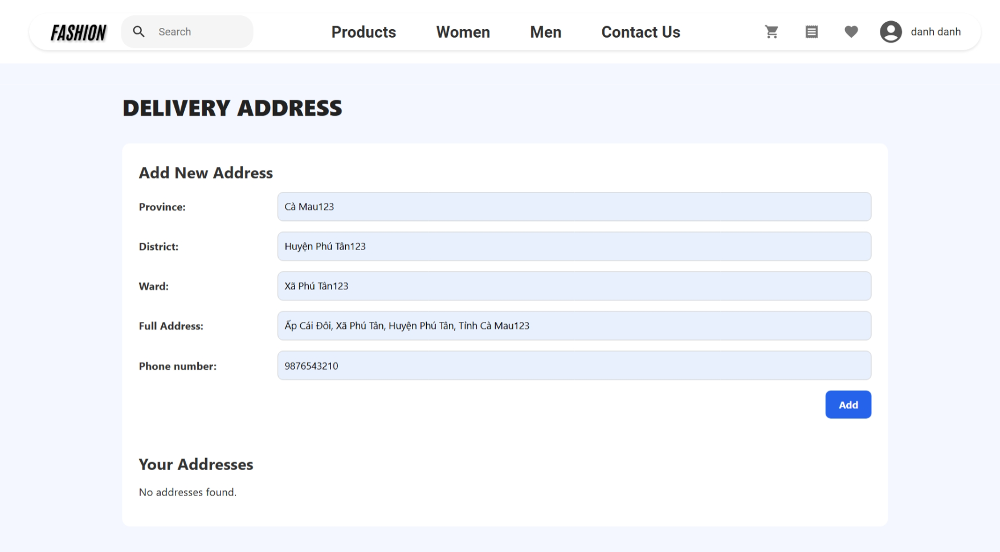 FASHION
Search
Products
Women
Men
Contact Us
danh danh
DELIVERY ADDRESS
Add New Address
Province:
Cà Mau123
District:
Huyện Phú Tân123
Ward:
Xã Phú Tân123
Full Address:
Ấp Cái Đôi, Xã Phú Tân, Huyện Phú Tân, Tỉnh Cà Mau123
Phone number:
9876543210
Add
Your Addresses
No addresses found.